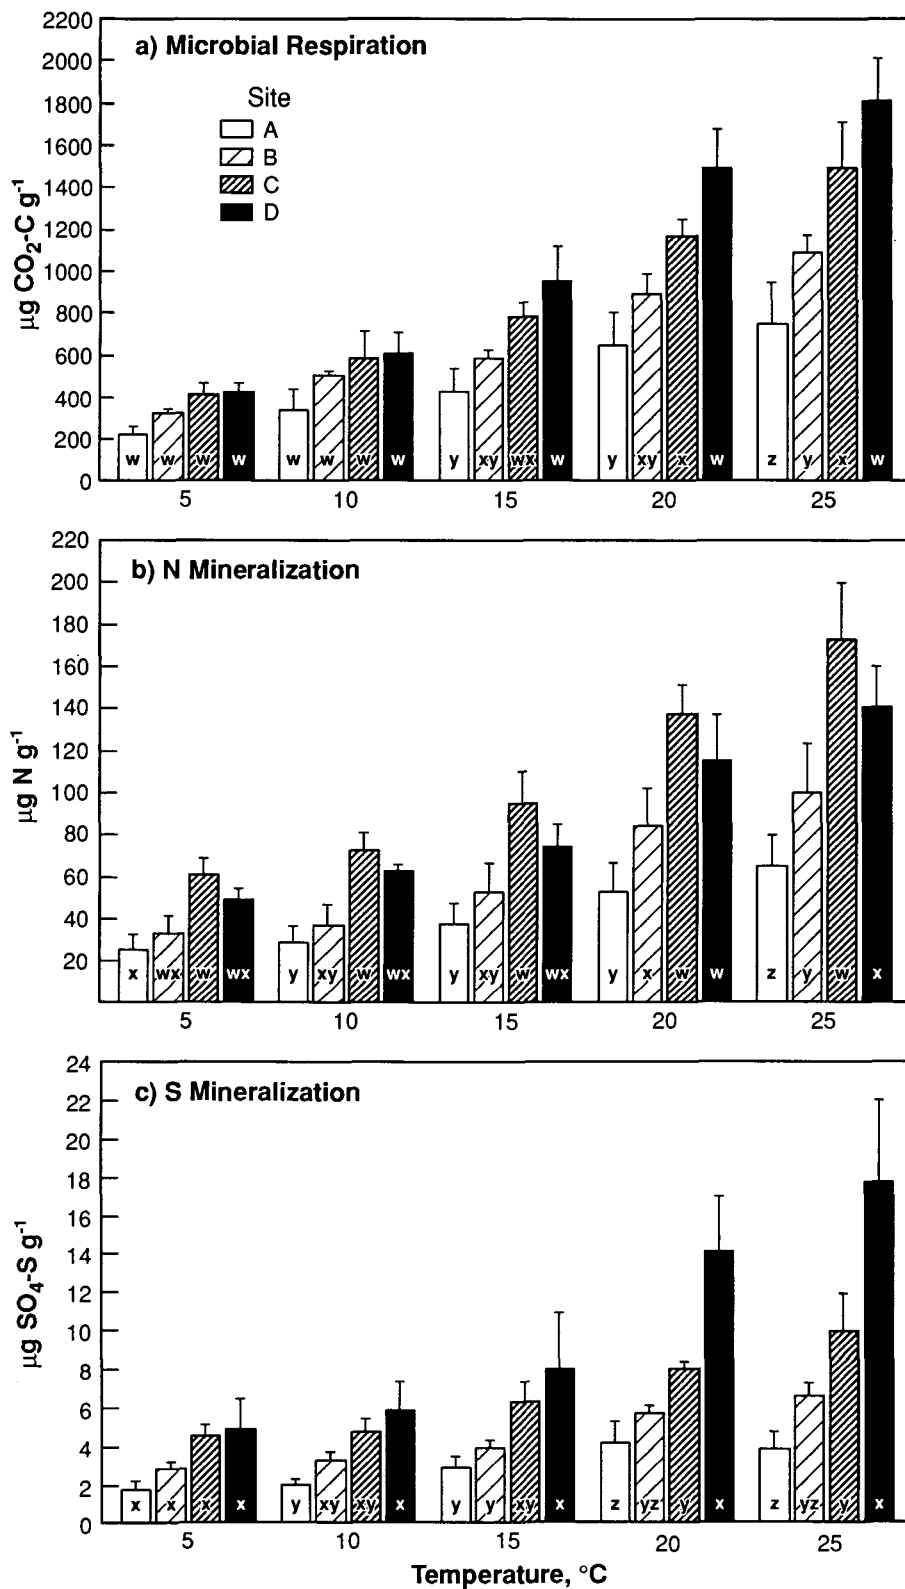 2200
2000
1800
1600
1400
1200
1000
800
600
400
200
0
µg CO₂-C g⁻¹
a) Microbial Respiration
Site
A
B
C
D
w w w w w w w w y xy wx w y xy x w z y x w
5 10 15 20 25
220
200
180
160
140
120
100
80
60
40
20
µg N g⁻¹
b) N Mineralization
x wx w wx y xy w wx y xy w wx y x w w z y w x
5 10 15 20 25
24
22
20
18
16
14
12
10
8
6
4
2
0
µg SO₄-S g⁻¹
c) S Mineralization
x x x x y xy xy x y y xy x z yz y x z yz y x
5 10 15 20 25
Temperature, °C